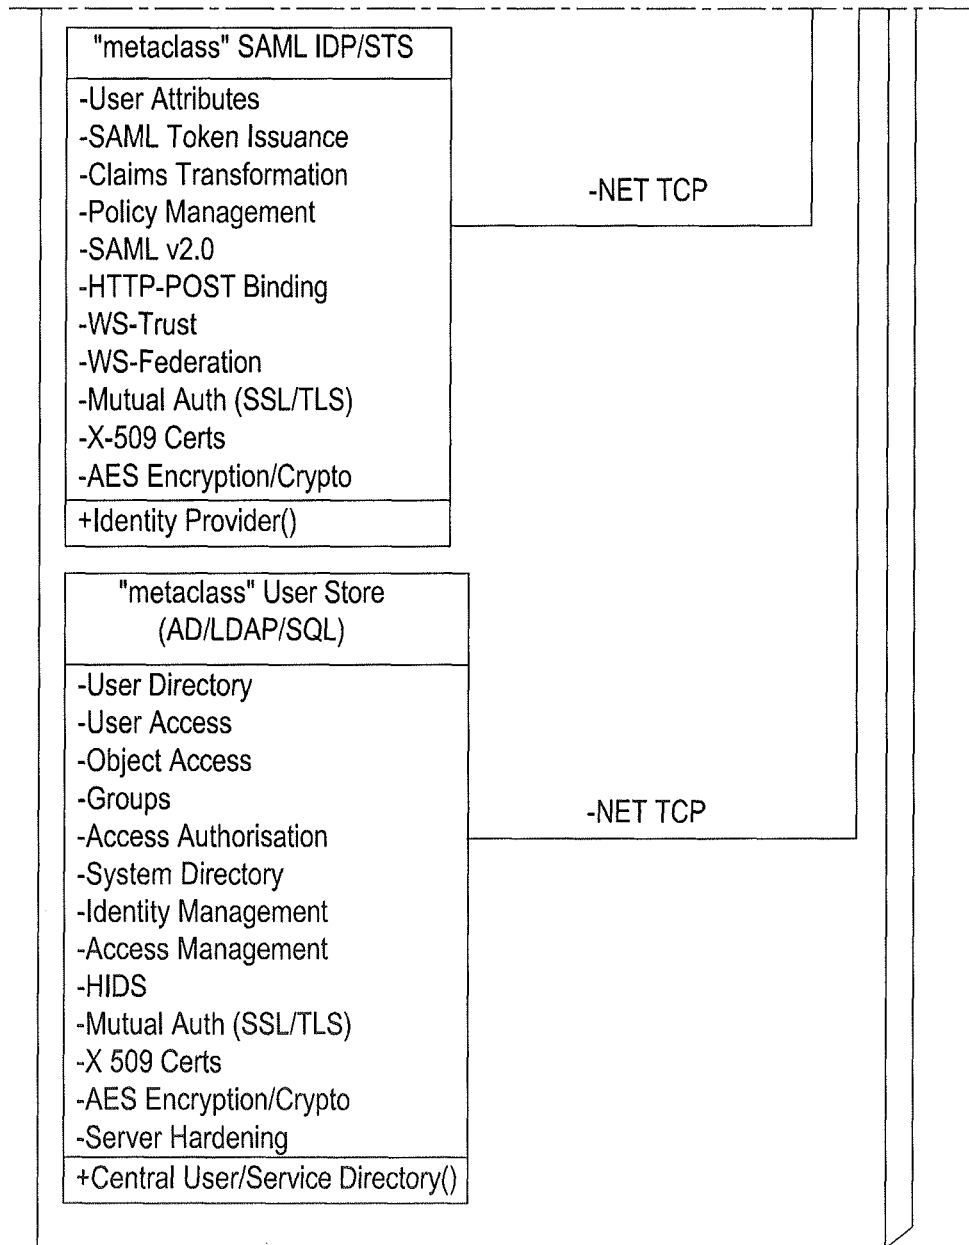 "metaclass" SAML IDP/STS
-User Attributes
-SAML Token Issuance
-Claims Transformation
-Policy Management
-SAML v2.0
-HTTP-POST Binding
-WS-Trust
-WS-Federation
-Mutual Auth (SSL/TLS)
-X-509 Certs
-AES Encryption/Crypto
+Identity Provider()
-NET TCP
"metaclass" User Store
(AD/LDAP/SQL)
-User Directory
-User Access
-Object Access
-Groups
-Access Authorisation
-System Directory
-Identity Management
-Access Management
-HIDS
-Mutual Auth (SSL/TLS)
-X 509 Certs
-AES Encryption/Crypto
-Server Hardening
+Central User/Service Directory()
-NET TCP